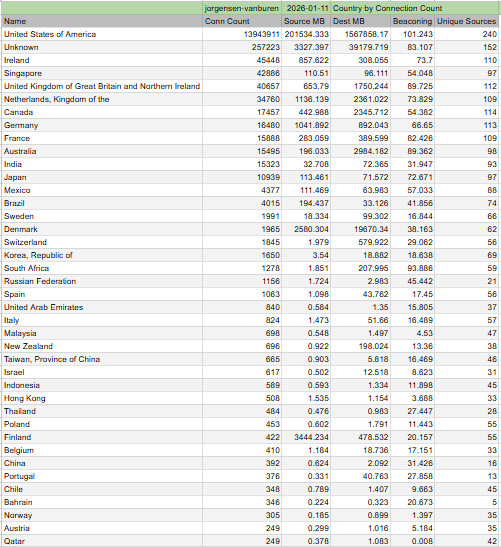 jorgensen-vanburen 2026-01-11 Country by Connection Count
Name Conn Count Source MB Dest MB Beaconing Unique Sources
United States of America 13943911 201534.333 1567858.17 101.243 240
Unknown 257223 3327.397 39179.719 83.107 152
Ireland 45448 857.622 308.055 73.7 110
Singapore 42886 110.51 96.111 54.048 97
United Kingdom of Great Britain and Northern Ireland 40657 653.79 1750.244 89.725 112
Netherlands, Kingdom of the 34760 1136.139 2361.022 73.829 109
Canada 17457 442.988 2345.712 54.382 114
Germany 16480 1041.892 892.043 66.65 113
France 15888 283.059 389.599 82.426 109
Australia 15495 196.033 2984.182 89.362 98
India 15323 32.708 72.365 31.947 93
Japan 10939 113.461 71.572 72.671 97
Mexico 4377 111.469 63.983 57.033 88
Brazil 4015 194.437 33.126 41.856 74
Sweden 1991 18.334 99.302 16.844 66
Denmark 1965 2580.304 19670.34 38.163 62
Switzerland 1845 1.979 579.922 29.062 56
Korea, Republic of 1650 3.54 18.882 18.638 69
South Africa 1278 1.851 207.995 93.886 59
Russian Federation 1156 1.724 2.983 45.442 21
Spain 1063 1.098 43.762 17.45 56
United Arab Emirates 840 0.584 1.35 15.805 37
Italy 824 1.473 51.66 16.489 57
Malaysia 698 0.548 1.497 4.53 47
New Zealand 696 0.922 198.024 13.36 38
Taiwan, Province of China 665 0.903 5.818 16.469 46
Israel 617 0.502 12.518 8.623 31
Indonesia 589 0.593 1.334 11.898 45
Hong Kong 508 1.535 1.154 3.688 33
Thailand 484 0.476 0.983 27.447 28
Poland 453 0.602 1.791 11.443 55
Finland 422 3444.234 478.532 20.157 55
Belgium 410 1.184 18.736 17.151 33
China 392 0.624 2.092 31.426 16
Portugal 376 0.331 40.763 27.858 13
Chile 348 0.789 1.407 9.663 45
Bahrain 346 0.224 0.323 20.673 5
Norway 305 0.185 0.899 1.397 35
Austria 249 0.299 1.016 5.184 35
Qatar 249 0.378 1.083 0.008 42